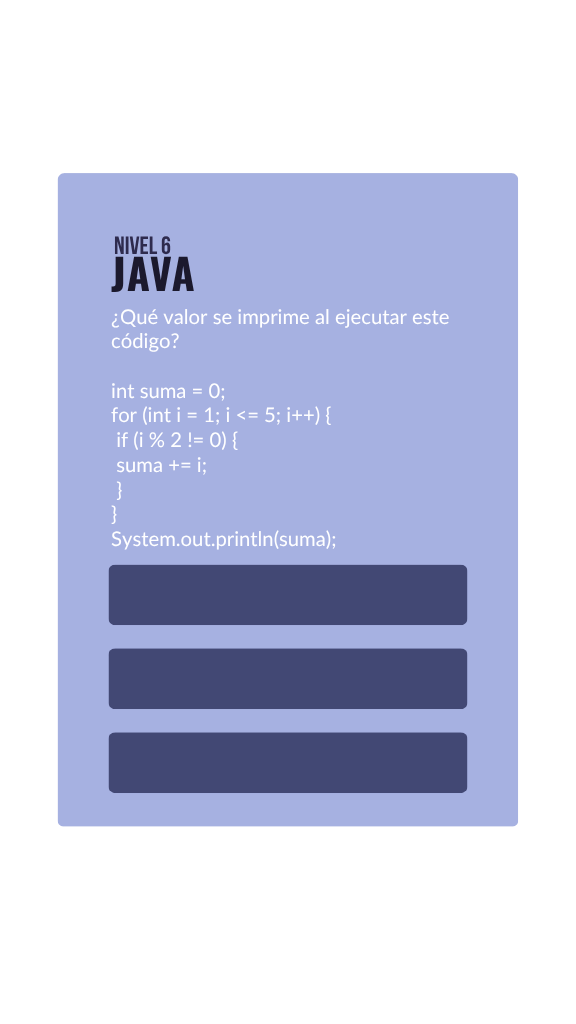 NIVEL 6
JAVA
¿Qué valor se imprime al ejecutar este
código?
int suma = 0;
for (int i = 1; i <= 5; i++) {
if (i % 2 != 0) {
suma += i;
}
}
System.out.println(suma);